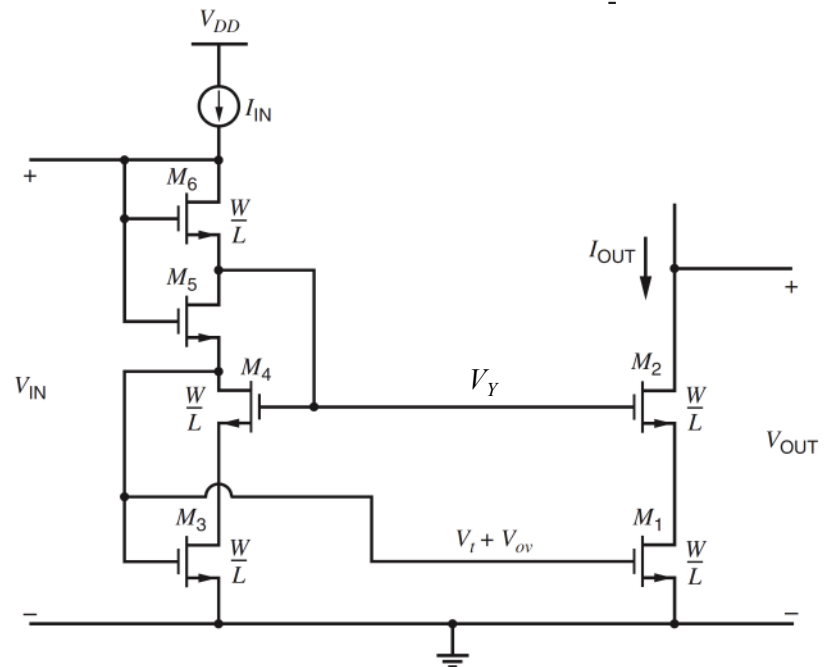 V_DD
I_IN
+
M_6
W/L
I_OUT
+
M_5
V_IN
M_4
W/L
V_Y
M_2
W/L
V_OUT
M_3
W/L
V_t + V_ov
M_1
W/L
–
–